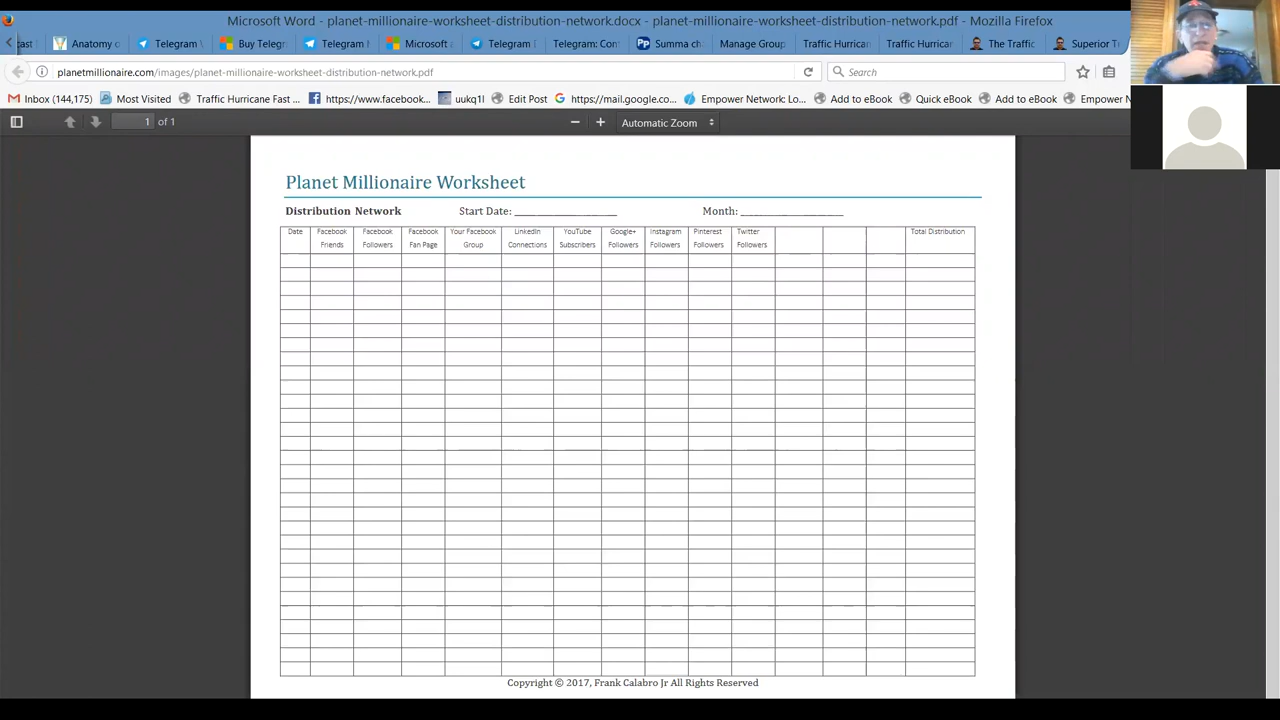 Microsoft Word - planet-millionaire-worksheet-distribution-network.docx - planet-millionaire-worksheet-distribution-network.pdf - Mozilla Firefox
cast Anatomy o Telegram \ Buy Telegr Telegram I Microsoft Telegram I Telegram: Con Summa ch Manage Group Traffic Hurrica Traffic Hurrican The Traffic Superior T
planetmillionaire.com/images/planet-millionaire-worksheet-distribution-network.pdf Search
Inbox (144,175) Most Visited Traffic Hurricane Fast ... https://www.facebook... uukq1l Edit Post https://mail.google.co... Empower Network: Lo... Add to eBook Quick eBook Add to eBook Empower N
1 of 1 Automatic Zoom
Planet Millionaire Worksheet
Distribution Network Start Date: ____________________ Month: ____________________
Date Facebook Facebook Facebook Your Facebook LinkedIn YouTube Google+ Instagram Pinterest Twitter Total Distribution
Friends Followers Fan Page Group Connections Subscribers Followers Followers Followers Followers
Copyright © 2017, Frank Calabro Jr All Rights Reserved